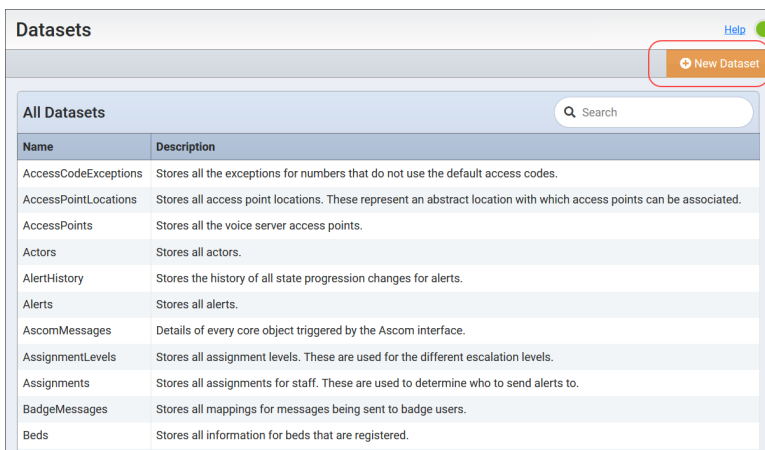 Datasets
Help
New Dataset
All Datasets
Search
Name Description
AccessCodeExceptions Stores all the exceptions for numbers that do not use the default access codes.
AccessPointLocations Stores all access point locations. These represent an abstract location with which access points can be associated.
AccessPoints Stores all the voice server access points.
Actors Stores all actors.
AlertHistory Stores the history of all state progression changes for alerts.
Alerts Stores all alerts.
AscomMessages Details of every core object triggered by the Ascom interface.
AssignmentLevels Stores all assignment levels. These are used for the different escalation levels.
Assignments Stores all assignments for staff. These are used to determine who to send alerts to.
BadgeMessages Stores all mappings for messages being sent to badge users.
Beds Stores all information for beds that are registered.